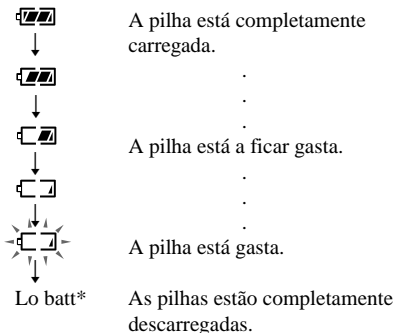 A pilha está completamente
carregada.
.
.
.
A pilha está a ficar gasta.
.
.
.
A pilha está gasta.
Lo batt* As pilhas estão completamente
descarregadas.